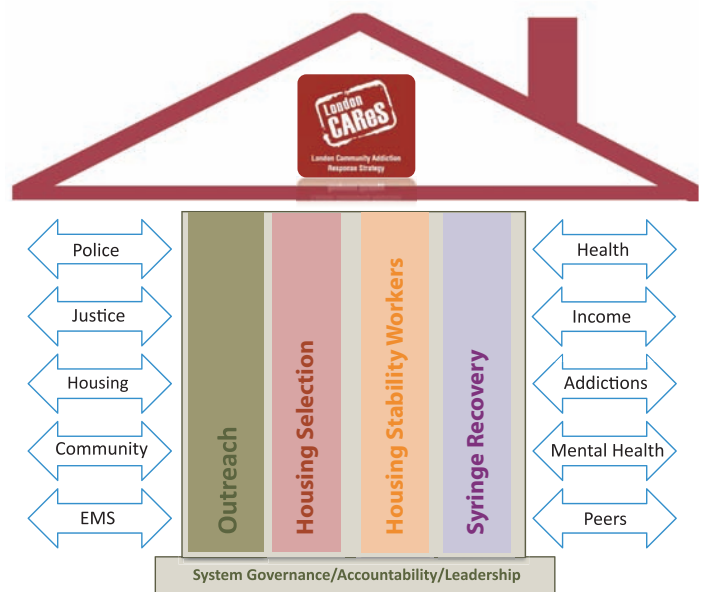 London
CAReS
London Community Addiction
Response Strategy
Police
Justice
Housing
Community
EMS
Outreach
Housing Selection
Housing Stability Workers
Syringe Recovery
Health
Income
Addictions
Mental Health
Peers
System Governance/Accountability/Leadership